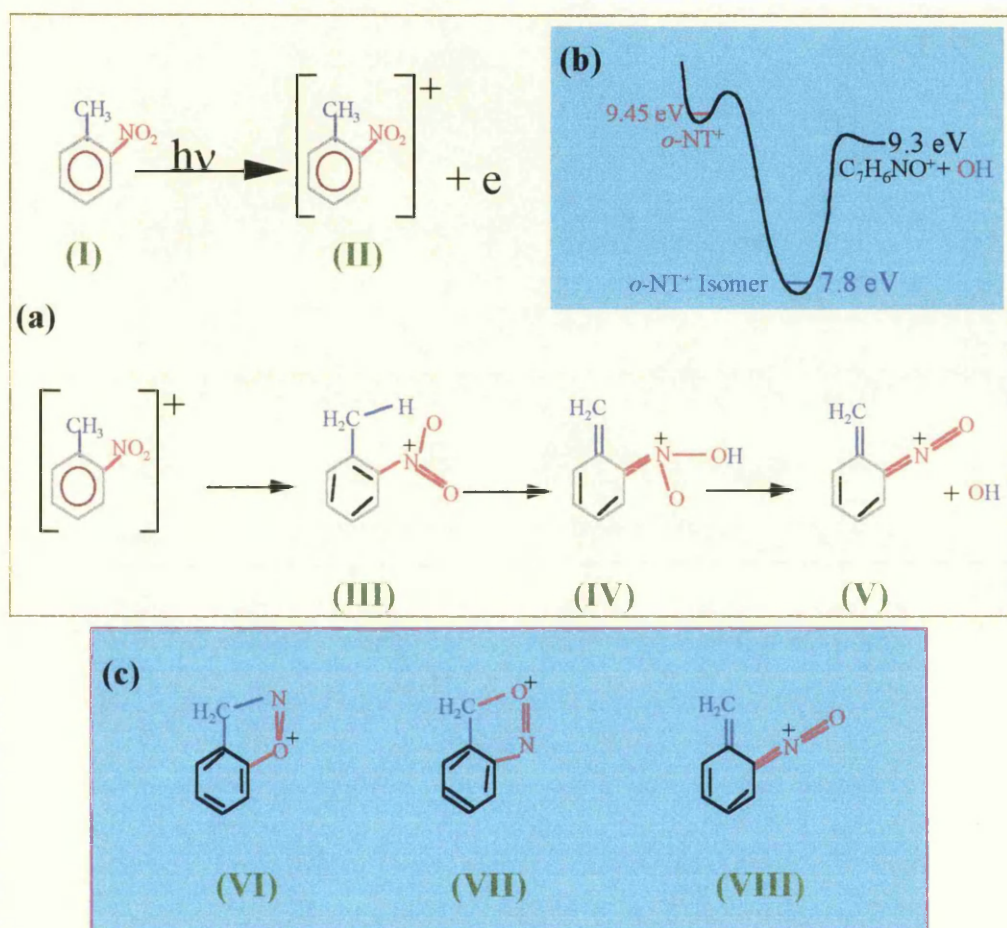 (b)
CH₃
NO₂
hν
(I)
[ CH₃
NO₂ ]⁺
+ e
(II)
9.45 eV
o-NT⁺
9.3 eV
C₇H₆NO⁺ + OH
o-NT⁺ Isomer
7.8 eV
(a)
[ CH₃
NO₂ ]⁺
H₂C H
O
N⁺
O
(III)
H₂C
N⁺ OH
O
(IV)
H₂C
N⁺ O
+ OH
(V)
(c)
H₂C N
O⁺
(VI)
H₂C O⁺
N
(VII)
H₂C
N⁺ O
(VIII)